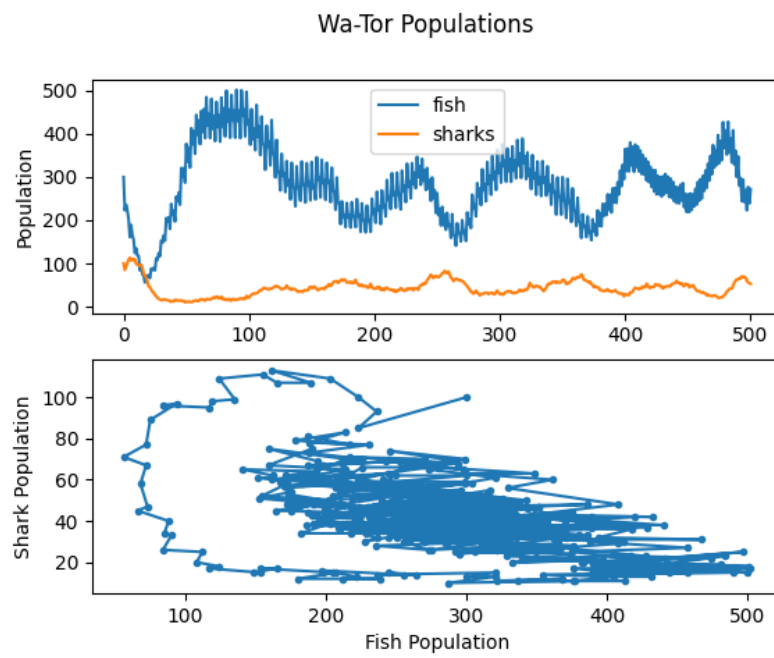 Wa-Tor Populations
500
400
300
200
100
0
Population
fish
sharks
0 100 200 300 400 500
100
80
60
40
20
Shark Population
100 200 300 400 500
Fish Population